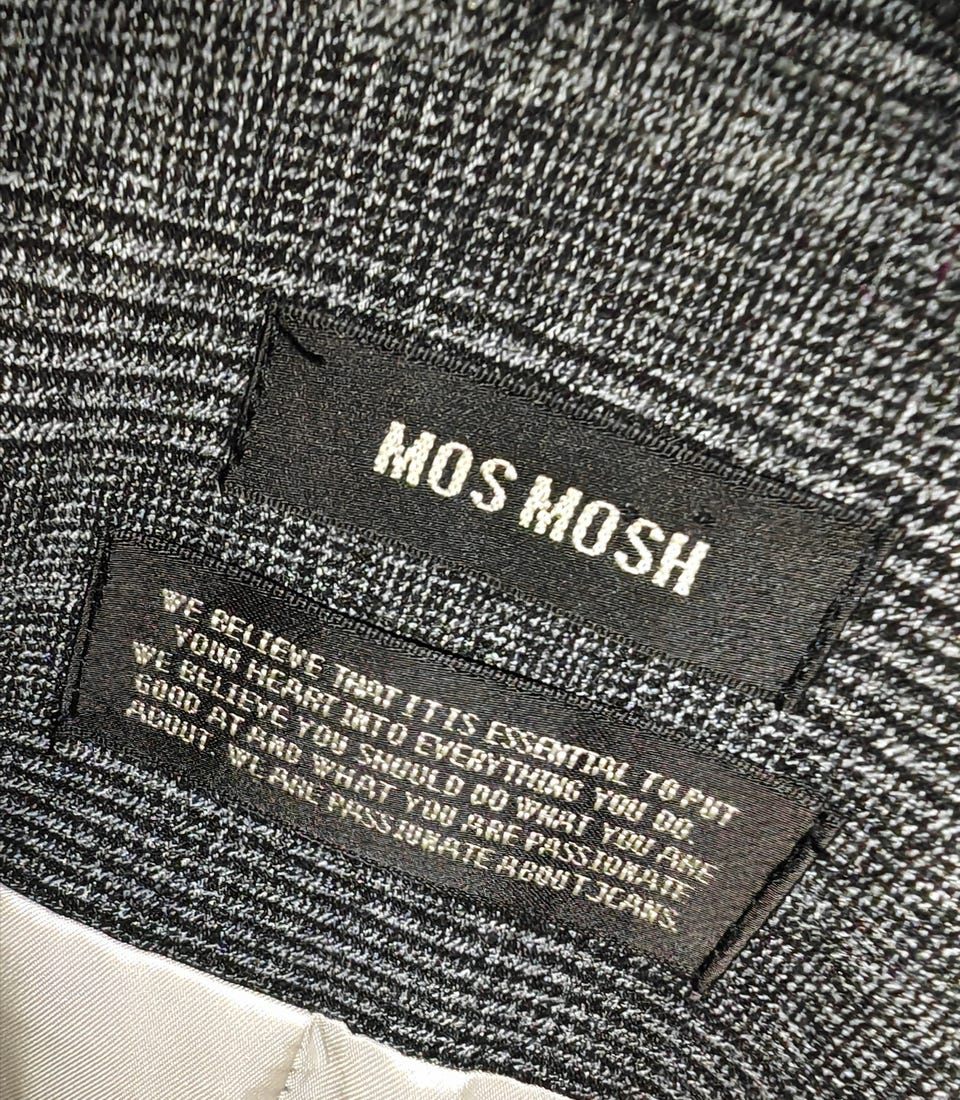 MOS MOSH
WE BELIEVE THAT IT IS ESSENTIAL TO PUT
YOUR HEART INTO EVERYTHING YOU DO.
WE BELIEVE YOU SHOULD DO WHAT YOU ARE
GOOD AT AND WHAT YOU ARE PASSIONATE
ABOUT WE ARE PASSIONATE ABOUT JEANS.